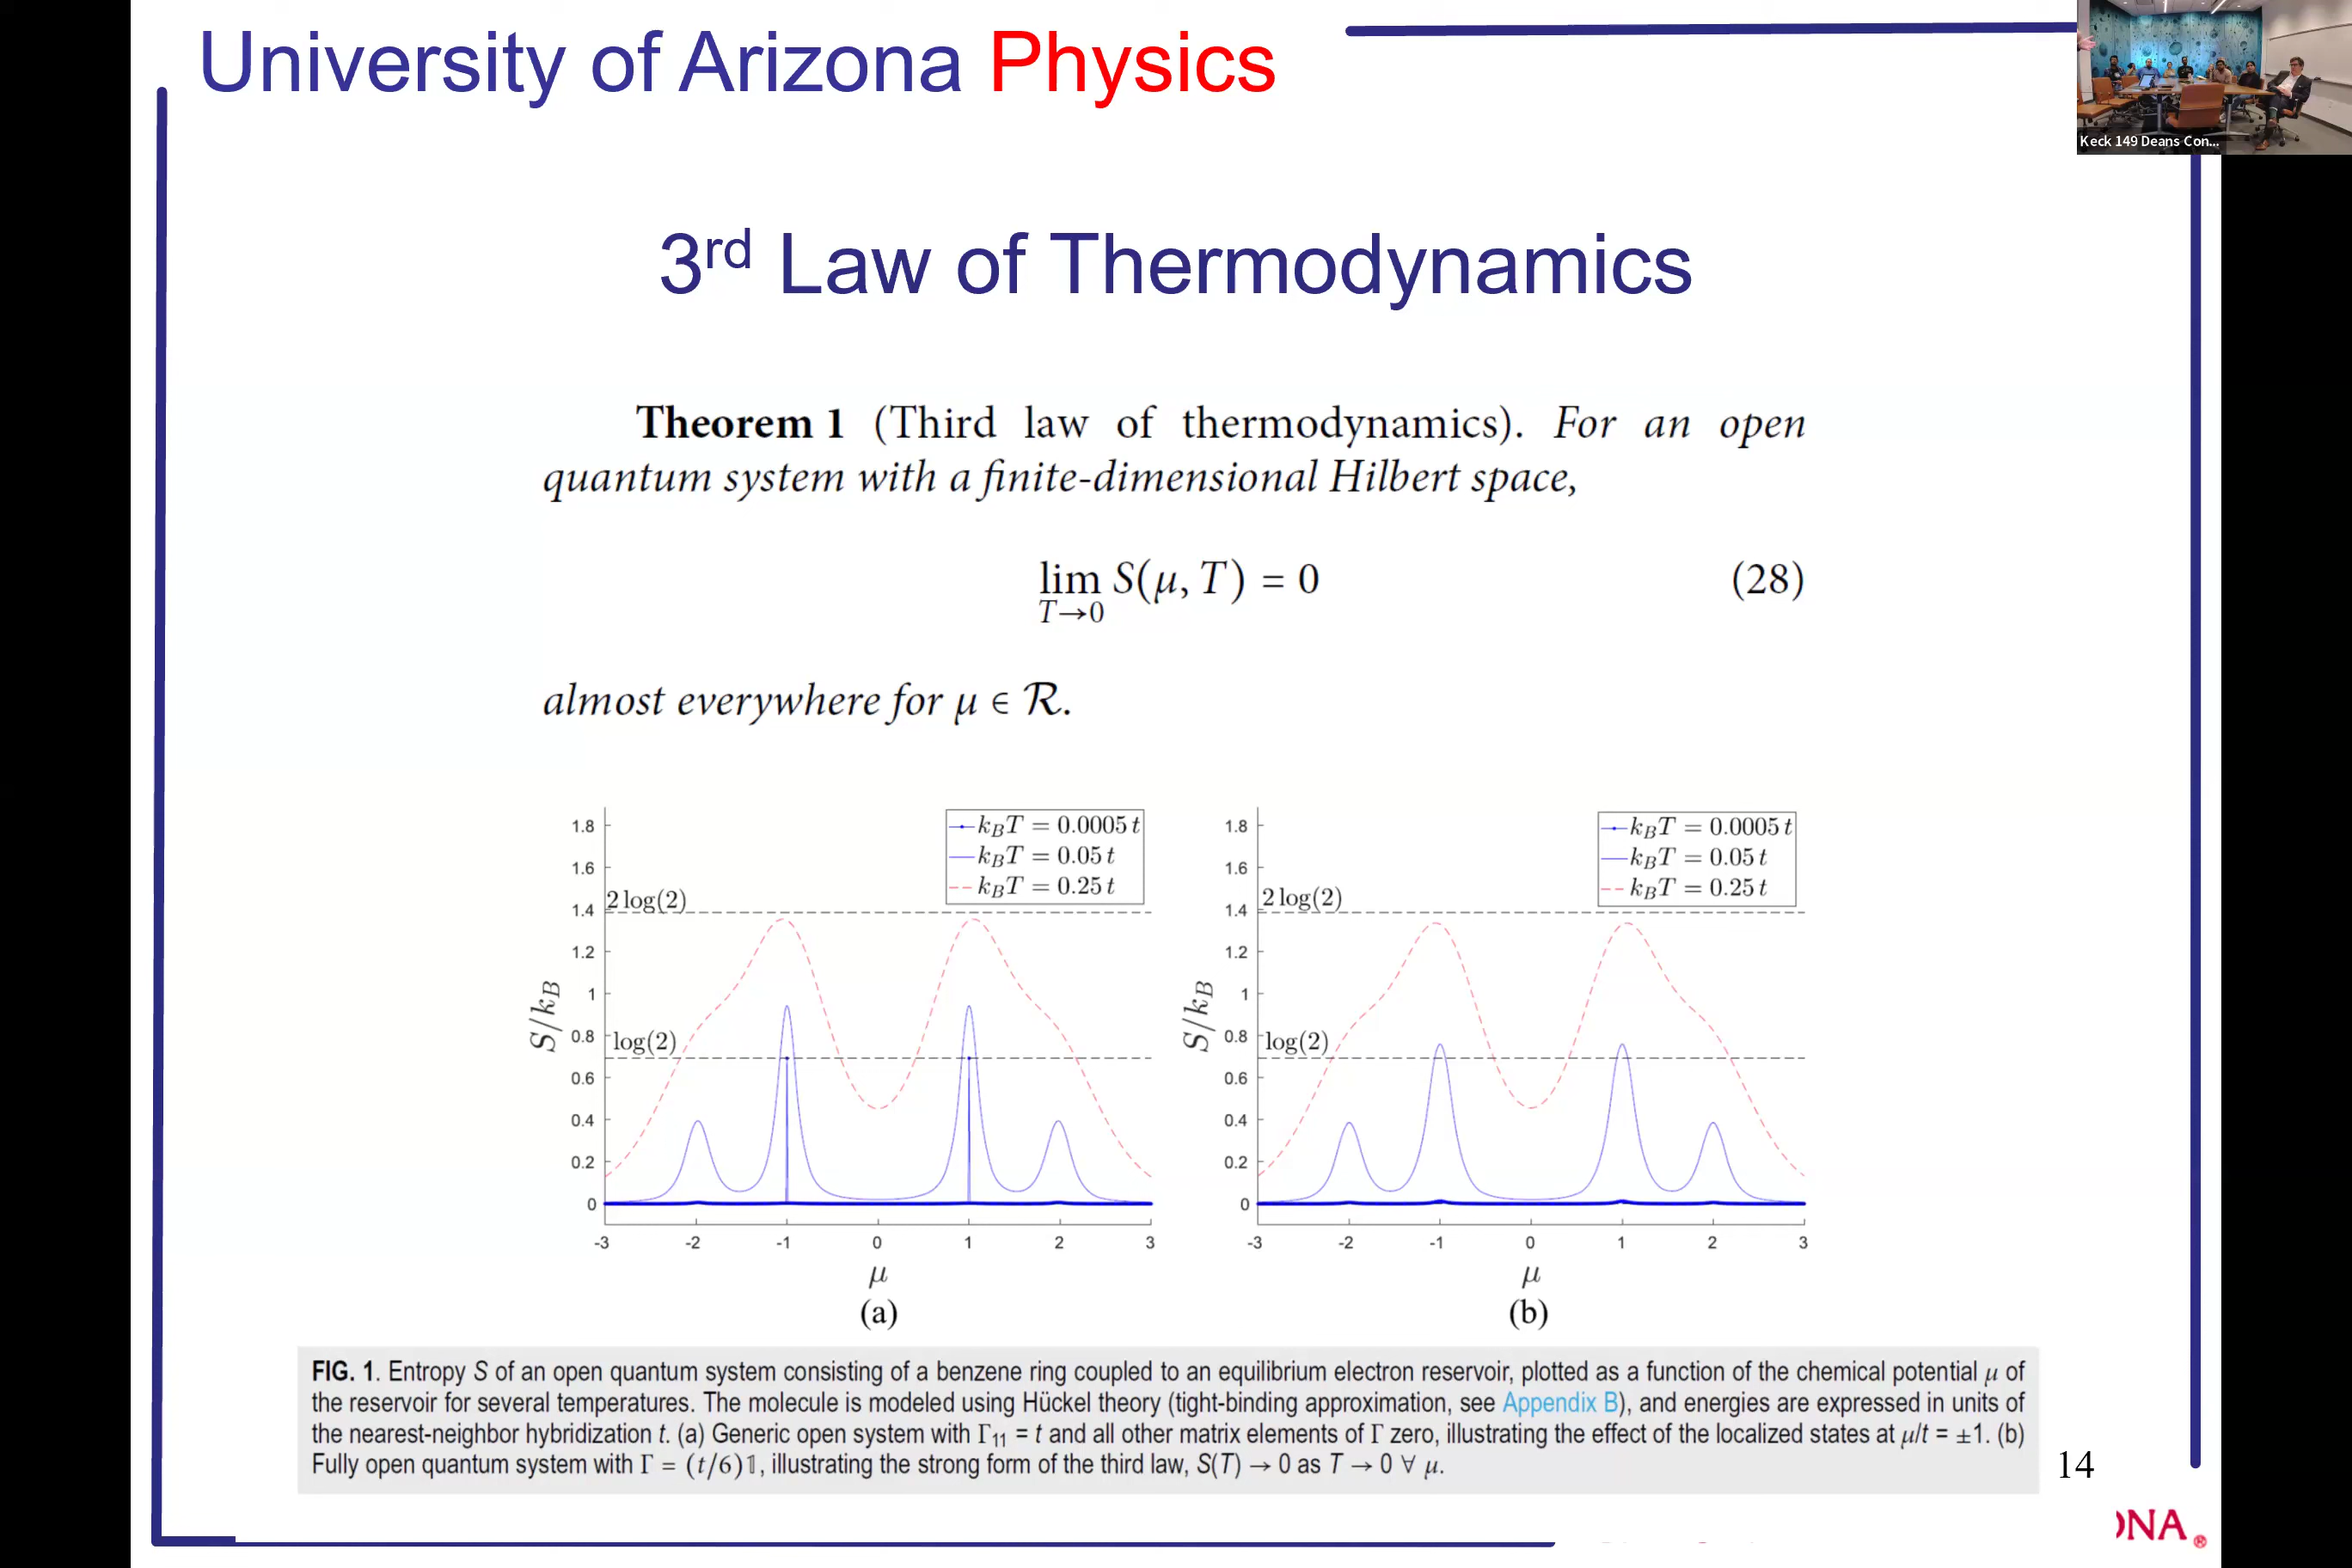 University of Arizona Physics
Keck 149 Deans Con...
3rd Law of Thermodynamics
Theorem 1 (Third law of thermodynamics). For an open
quantum system with a finite-dimensional Hilbert space,
lim S(μ, T) = 0 (28)
T→0
almost everywhere for μ ∈ ℛ.
1.8
1.6
1.4
1.2
1
0.8
0.6
0.4
0.2
0
S/kB
2 log(2)
log(2)
kBT = 0.0005 t
kBT = 0.05 t
kBT = 0.25 t
-3 -2 -1 0 1 2 3
μ
(a)
1.8
1.6
1.4
1.2
1
0.8
0.6
0.4
0.2
0
S/kB
2 log(2)
log(2)
kBT = 0.0005 t
kBT = 0.05 t
kBT = 0.25 t
-3 -2 -1 0 1 2 3
μ
(b)
FIG. 1. Entropy S of an open quantum system consisting of a benzene ring coupled to an equilibrium electron reservoir, plotted as a function of the chemical potential μ of
the reservoir for several temperatures. The molecule is modeled using Hückel theory (tight-binding approximation, see Appendix B), and energies are expressed in units of
the nearest-neighbor hybridization t. (a) Generic open system with Γ11 = t and all other matrix elements of Γ zero, illustrating the effect of the localized states at μ/t = ±1. (b)
Fully open quantum system with Γ = (t/6)𝟙, illustrating the strong form of the third law, S(T) → 0 as T → 0 ∀ μ.
14
ONA®